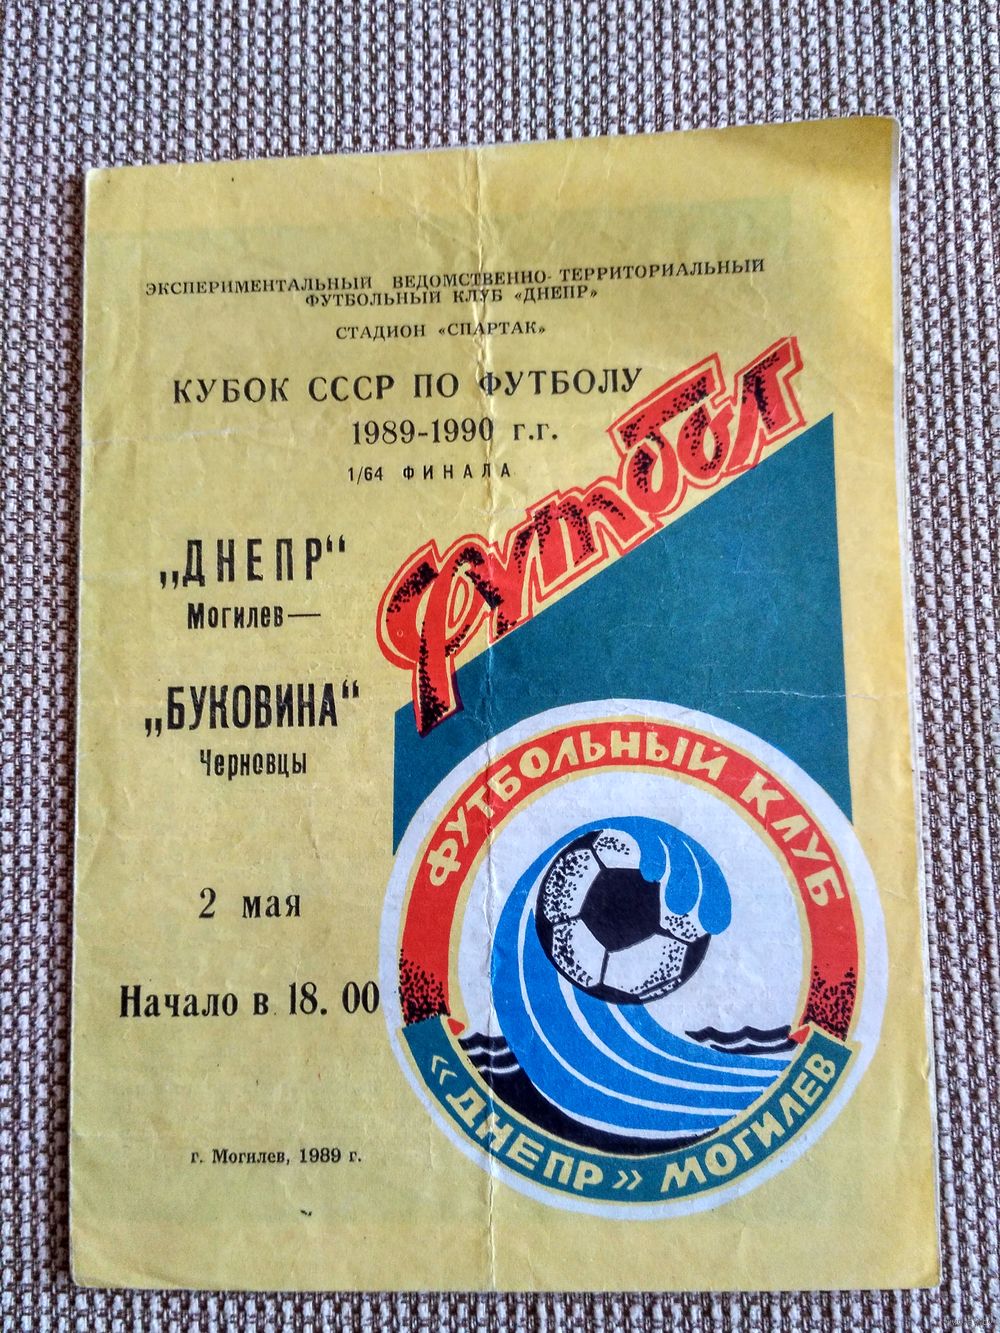 ЭКСПЕРИМЕНТАЛЬНЫЙ ВЕДОМСТВЕННО-ТЕРРИТОРИАЛЬНЫЙ
ФУТБОЛЬНЫЙ КЛУБ «ДНЕПР»
СТАДИОН «СПАРТАК»
КУБОК СССР ПО ФУТБОЛУ
1989-1990 г.г.
1/64 ФИНАЛА
Футбол
„ДНЕПР“
Могилев—
„БУКОВИНА“
Черновцы
ФУТБОЛЬНЫЙ КЛУБ
«ДНЕПР» МОГИЛЕВ
2 мая
Начало в 18. 00
г. Могилев, 1989 г.